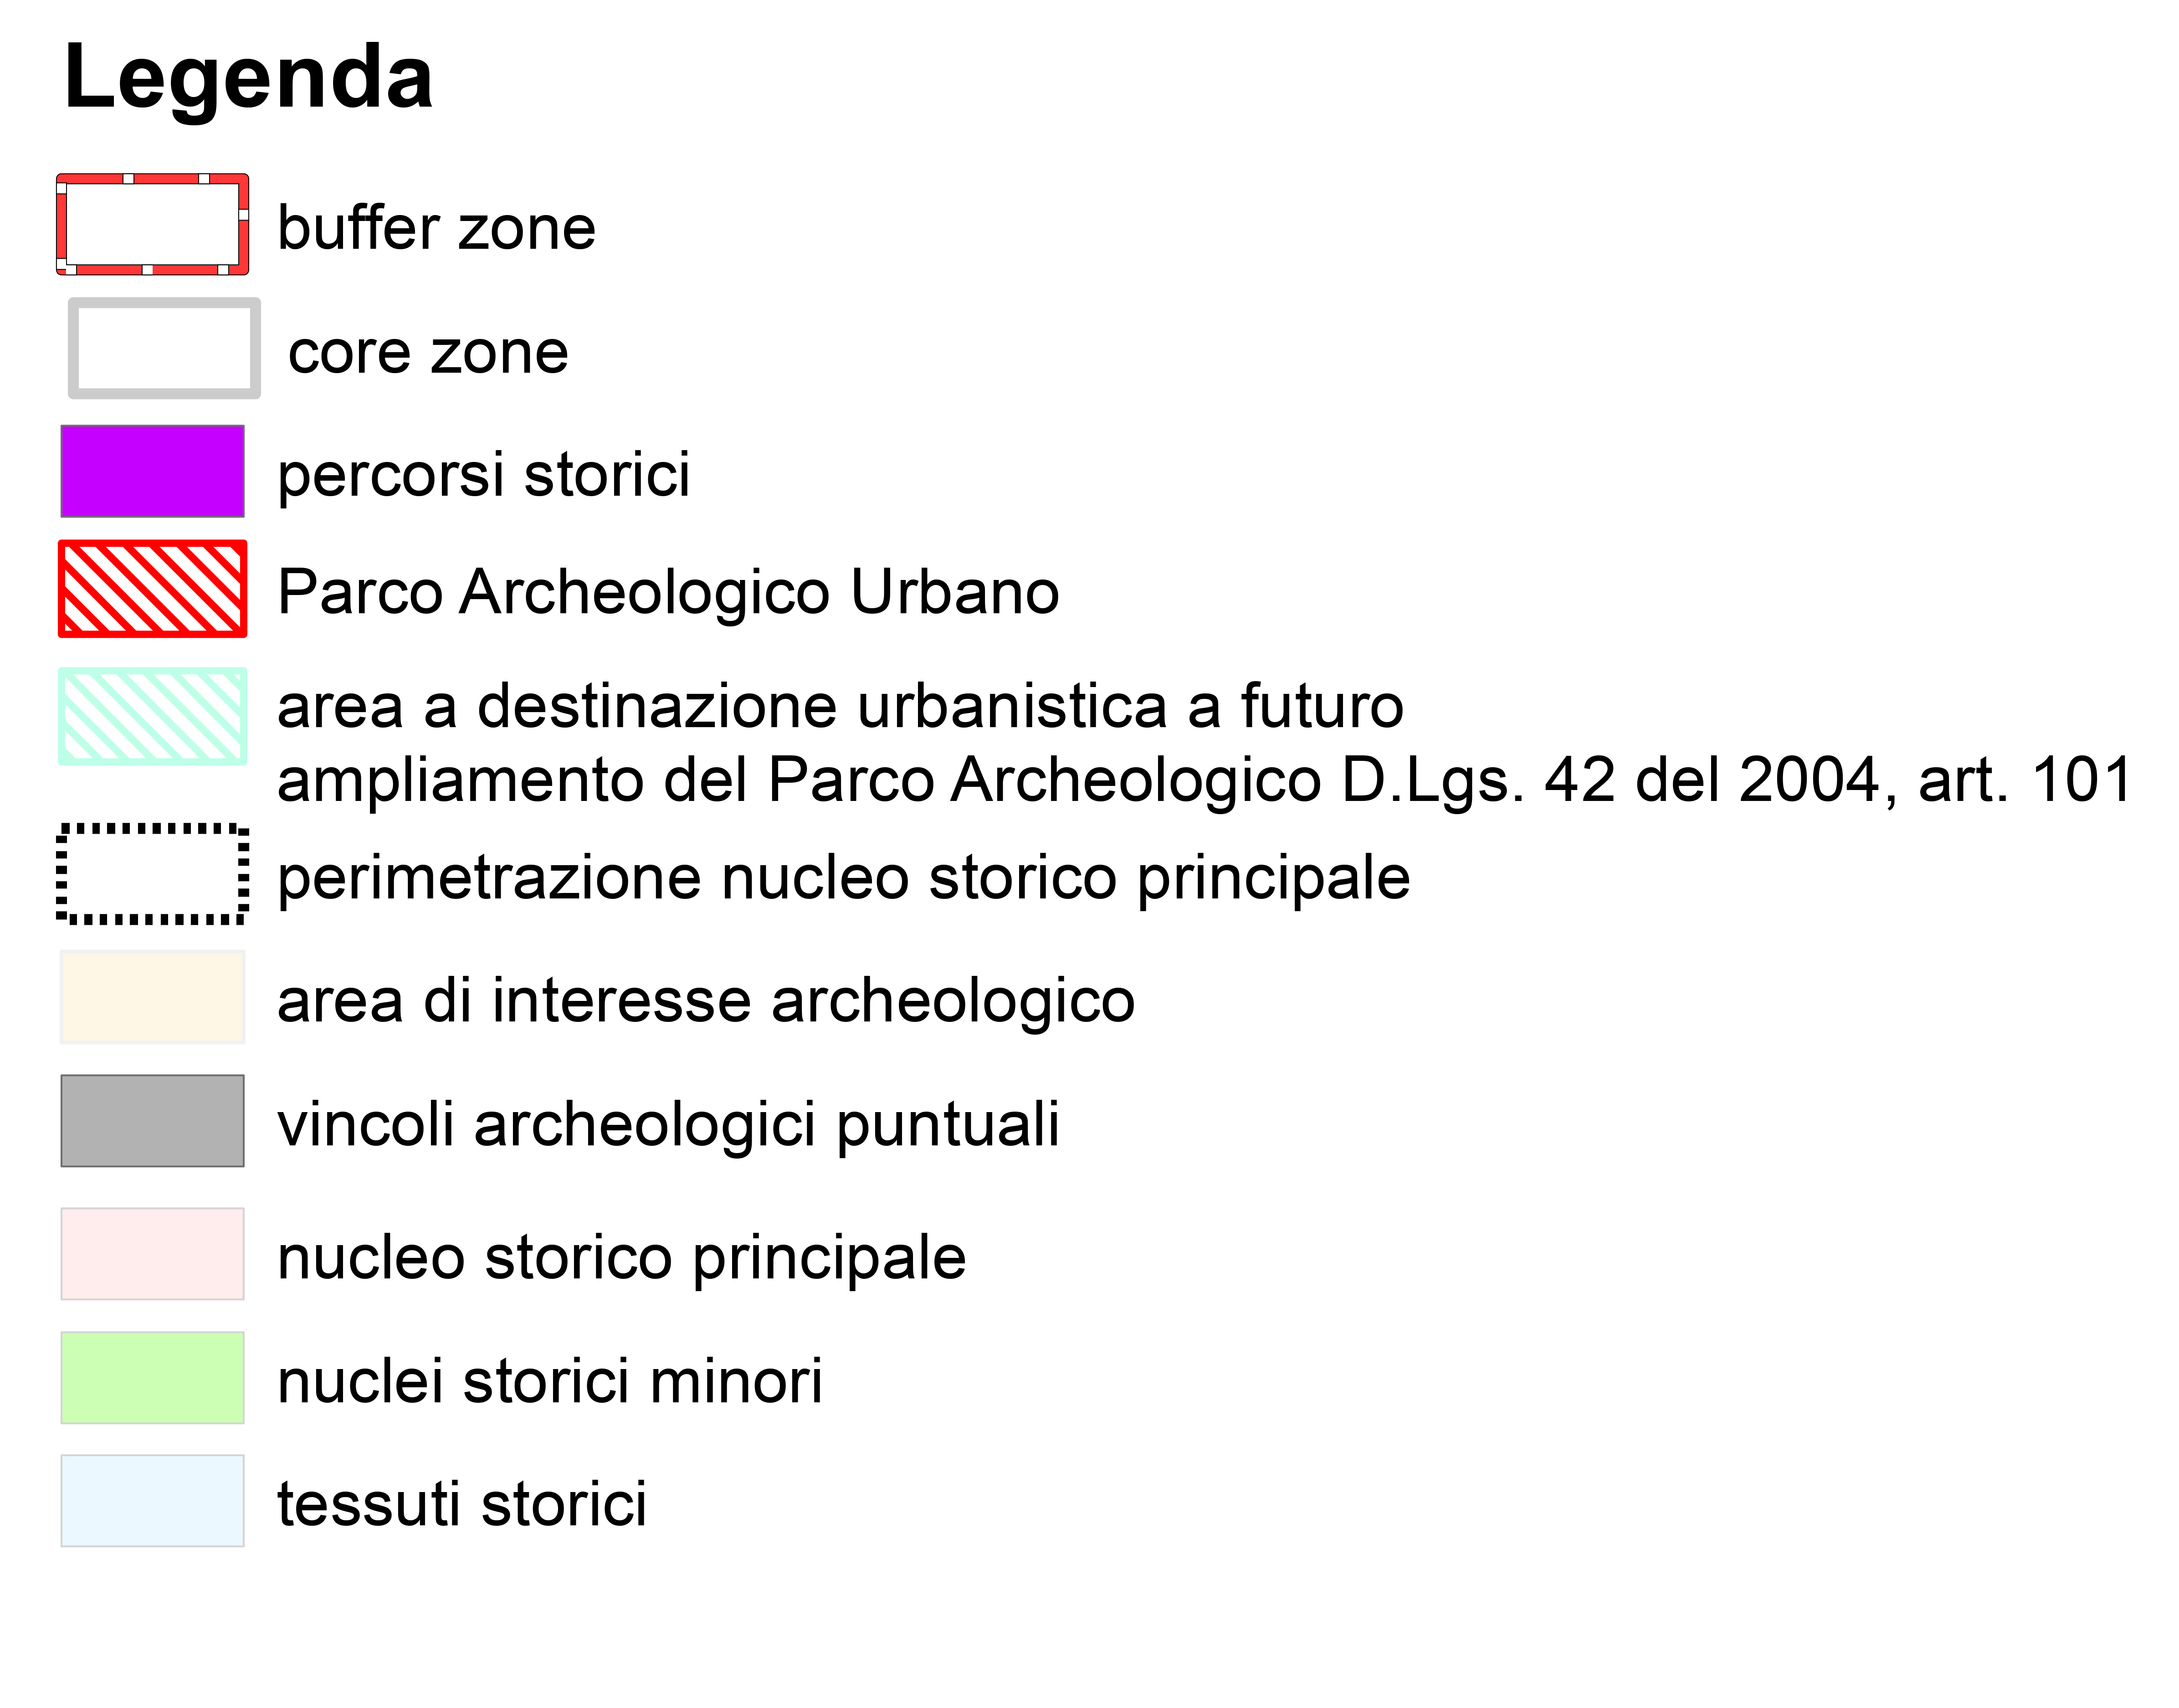 Legenda
buffer zone
core zone
percorsi storici
Parco Archeologico Urbano
area a destinazione urbanistica a futuro
ampliamento del Parco Archeologico D.Lgs. 42 del 2004, art. 101
perimetrazione nucleo storico principale
area di interesse archeologico
vincoli archeologici puntuali
nucleo storico principale
nuclei storici minori
tessuti storici